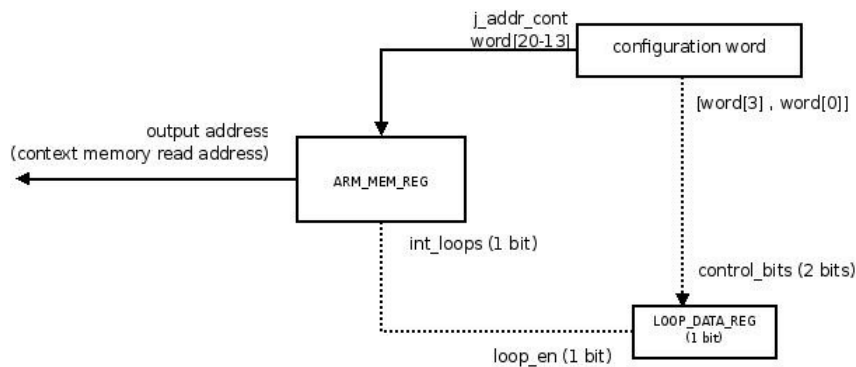 j_addr_cont
word[20-13]
configuration word
[word[3] , word[0]]
output address
(context memory read address)
ARM_MEM_REG
int_loops (1 bit)
control_bits (2 bits)
LOOP_DATA_REG
(1 bit)
loop_en (1 bit)